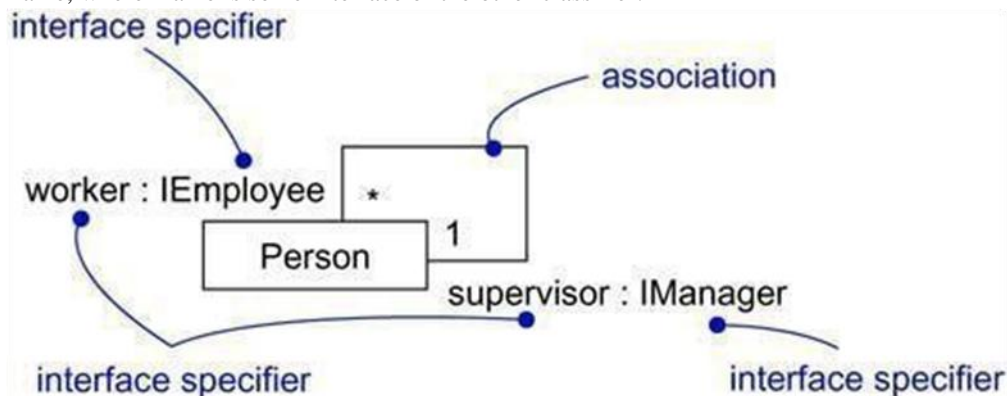 interface specifier
association
worker : IEmployee
*
1
Person
supervisor : IManager
interface specifier
interface specifier